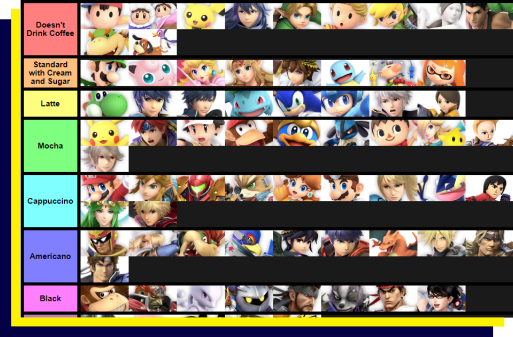 Doesn't
Drink Coffee
Standard
with Cream
and Sugar
Latte
Mocha
Cappuccino
Americano
Black